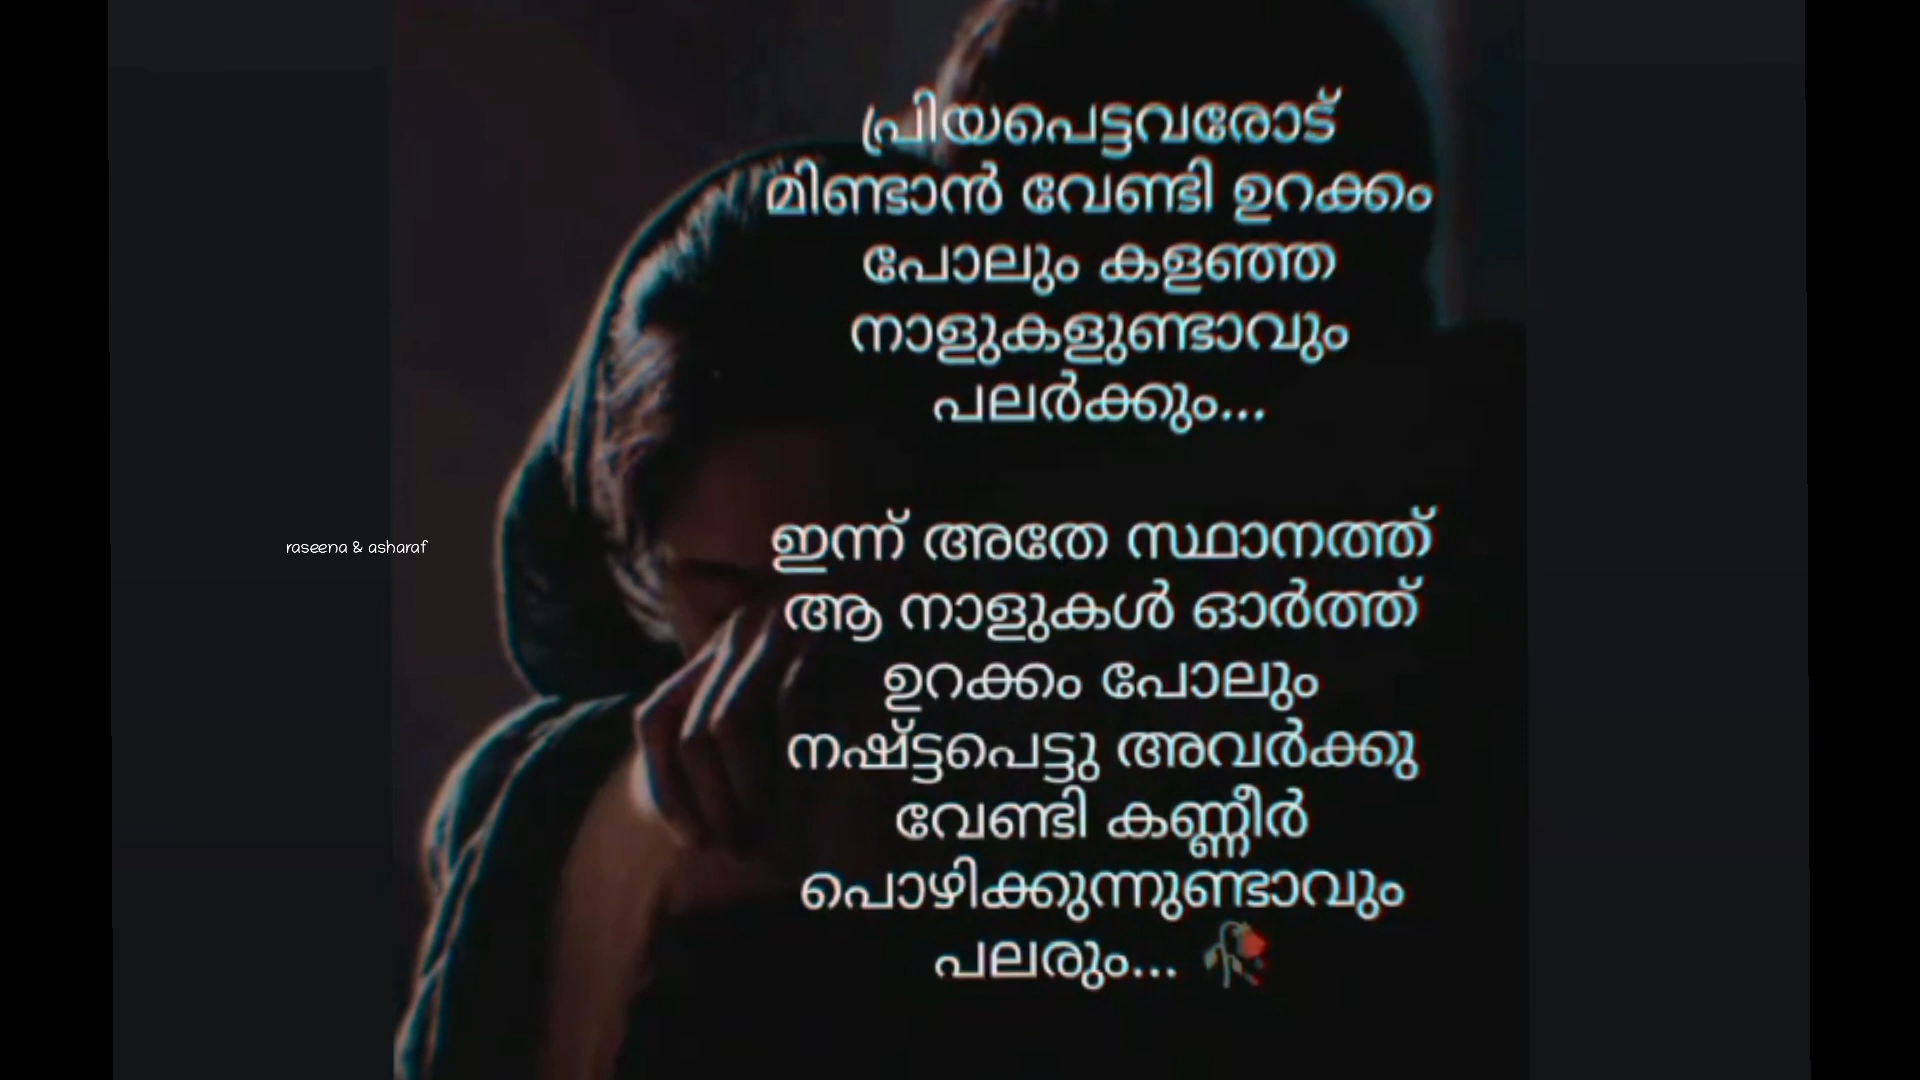 പ്രിയപെട്ടവരോട്
മിണ്ടാൻ വേണ്ടി ഉറക്കം
പോലും കളഞ്ഞ
നാളുകളുണ്ടാവും
പലർക്കും...
ഇന്ന് അതേ സ്ഥാനത്ത്
ആ നാളുകൾ ഓർത്ത്
ഉറക്കം പോലും
നഷ്ട്ടപെട്ടു അവർക്കു
വേണ്ടി കണ്ണീർ
പൊഴിക്കുന്നുണ്ടാവും
പലരും... 🥀
raseena & asharaf